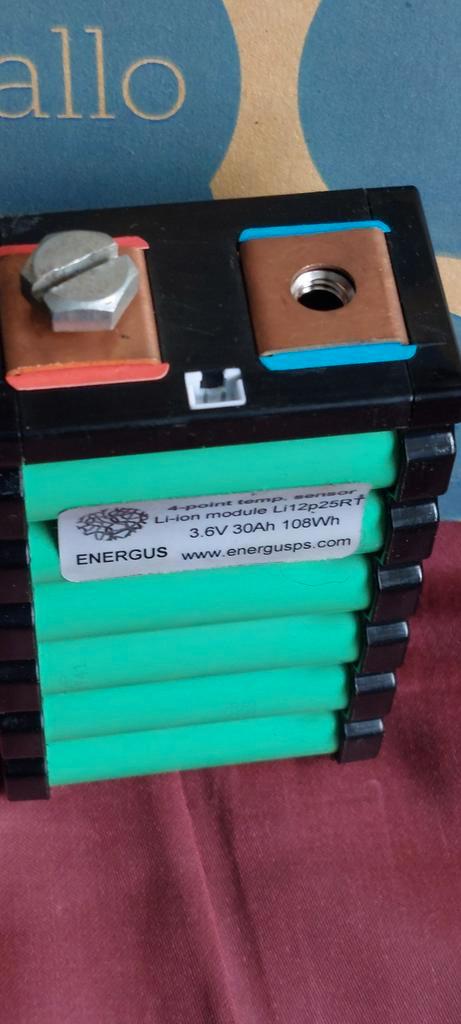 allo
4-point temp. sensor
Li-ion module Li12p25RT
3.6V 30Ah 108Wh
ENERGUS www.energusps.com